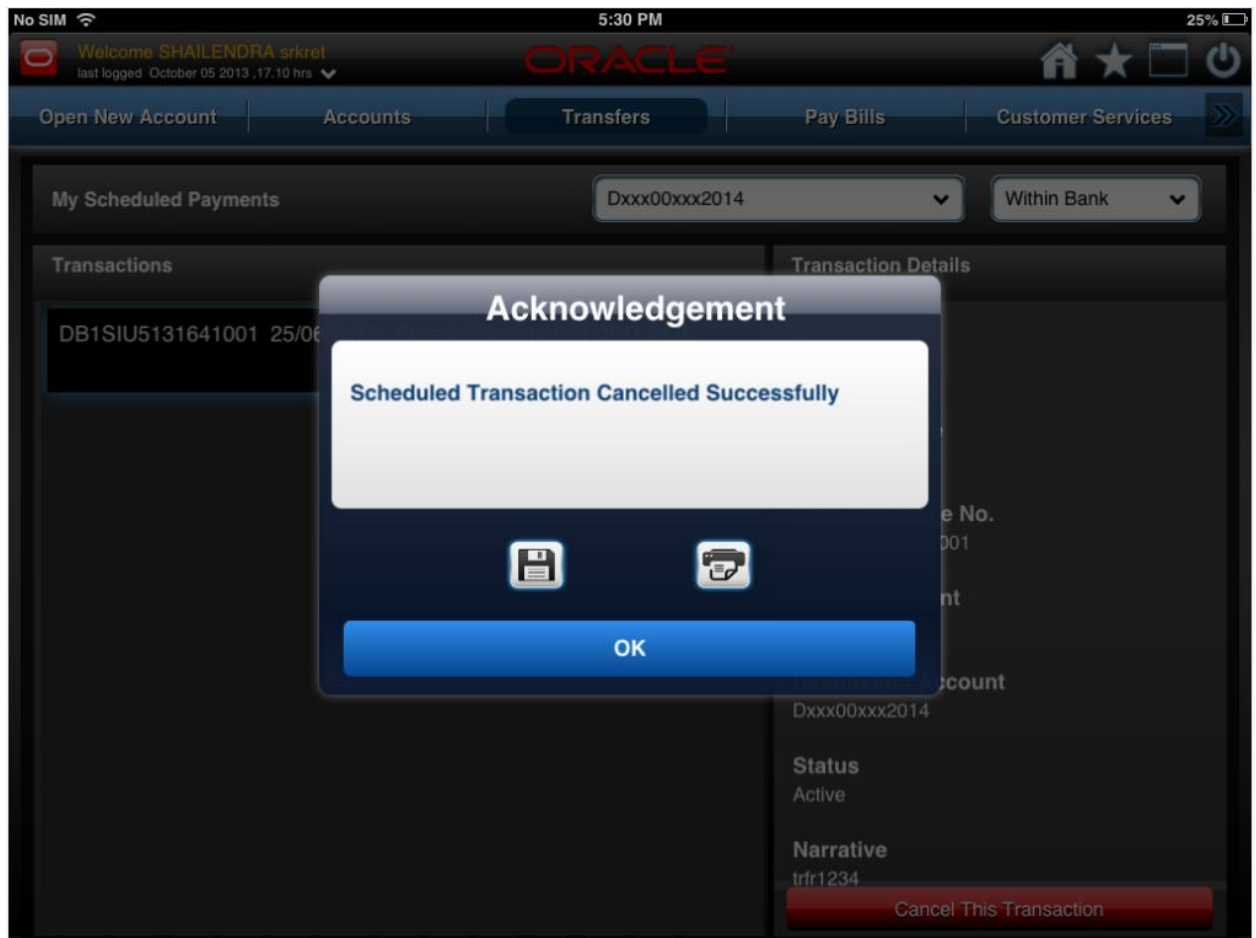 No SIM 5:30 PM 25%
Welcome SHAILENDRA srkret
last logged October 05 2013 ,17.10 hrs
ORACLE
Open New Account Accounts Transfers Pay Bills Customer Services
My Scheduled Payments Dxxx00xxx2014 Within Bank
Transactions Transaction Details
DB1SIU5131641001 25/06
Acknowledgement
Scheduled Transaction Cancelled Successfully
e No.
001
nt
OK
ccount
Dxxx00xxx2014
Status
Active
Narrative
trfr1234
Cancel This Transaction